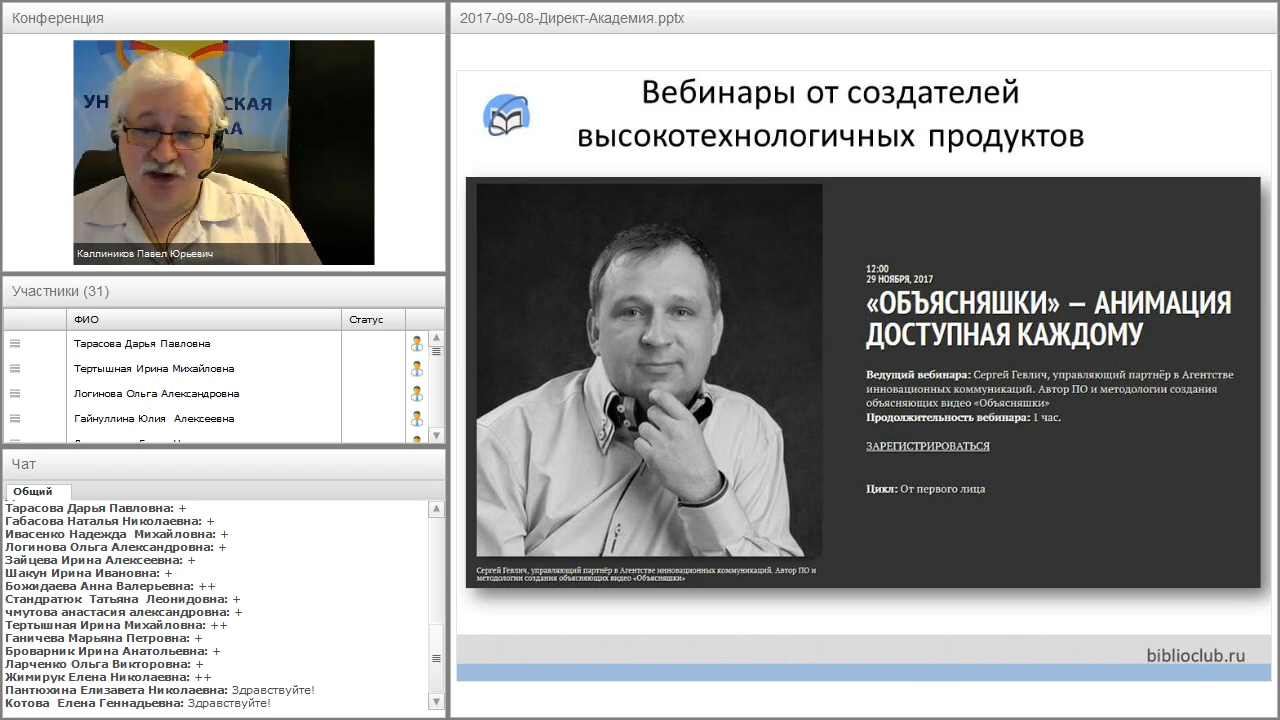 Конференция
УН
СКАЯ
КА
Каллиников Павел Юрьевич
Участники (31)
ФИО
Статус
Тарасова Дарья Павловна
Тертышная Ирина Михайловна
Логинова Ольга Александровна
Гайнуллина Юлия Алексеевна
Чат
Общий
Тарасова Дарья Павловна: +
Габасова Наталья Николаевна: +
Ивасенко Надежда Михайловна: +
Логинова Ольга Александровна: +
Зайцева Ирина Алексеевна: +
Шакун Ирина Ивановна: +
Божидаева Анна Валерьевна: ++
Стандратюк Татьяна Леонидовна: +
чмутова анастасия александровна: +
Тертышная Ирина Михайловна: ++
Ганичева Марьяна Петровна: +
Броварник Ирина Анатольевна: +
Ларченко Ольга Викторовна: +
Жимирук Елена Николаевна: ++
Пантюхина Елизавета Николаевна: Здравствуйте!
Котова Елена Геннадьевна: Здравствуйте!
2017-09-08-Директ-Академия.pptx
Вебинары от создателей
высокотехнологичных продуктов
12:00
29 НОЯБРЯ, 2017
«ОБЪЯСНЯШКИ» — АНИМАЦИЯ
ДОСТУПНАЯ КАЖДОМУ
Ведущий вебинара: Сергей Гевлич, управляющий партнёр в Агентстве
инновационных коммуникаций. Автор ПО и методологии создания
объясняющих видео «Объясняшки»
Продолжительность вебинара: 1 час.
ЗАРЕГИСТРИРОВАТЬСЯ
Цикл: От первого лица
Сергей Гевлич, управляющий партнёр в Агентстве инновационных коммуникаций. Автор ПО и
методологии создания объясняющих видео «Объясняшки»
biblioclub.ru